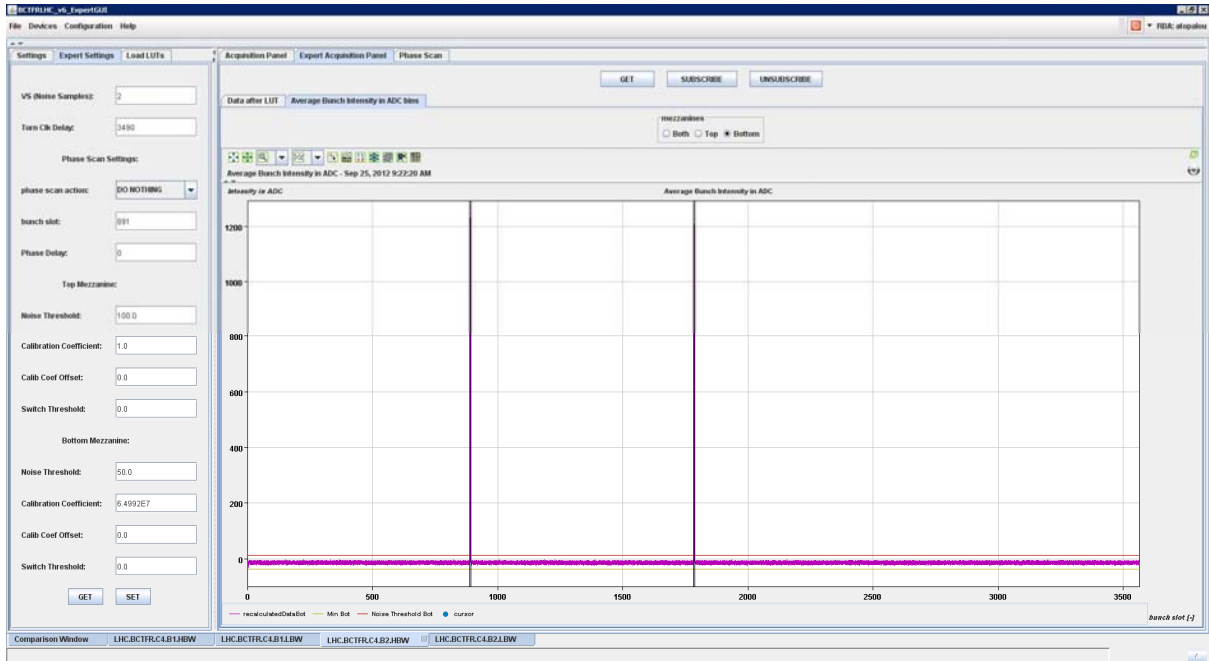 BCTFRLHC_v6_ExpertGUI
File Devices Configuration Help
RBA: atopalou
Settings Expert Settings Load LUTs
Acquisition Panel Expert Acquisition Panel Phase Scan
GET SUBSCRIBE UNSUBSCRIBE
VS (Noise Samples): 2
Data after LUT Average Bunch Intensity in ADC bins
Turn Clk Delay: 3490
mezzanines
Both Top Bottom
Phase Scan Settings:
Average Bunch Intensity in ADC - Sep 25, 2012 9:22:20 AM
phase scan action: DO NOTHING
Intensity in ADC
Average Bunch Intensity in ADC
bunch slot: 891
Phase Delay: 0
Top Mezzanine:
Noise Threshold: 100.0
Calibration Coefficient: 1.0
Calib Coef Offset: 0.0
Switch Threshold: 0.0
Bottom Mezzanine:
Noise Threshold: 50.0
Calibration Coefficient: 6.4992E7
Calib Coef Offset: 0.0
Switch Threshold: 0.0
GET SET
1200
1000
800
600
400
200
0
0 500 1000 1500 2000 2500 3000 3500
recalculatedDataBot Min Bot Noise Threshold Bot cursor
bunch slot [-]
Comparison Window LHC.BCTFR.C4.B1.HBW LHC.BCTFR.C4.B1.LBW LHC.BCTFR.C4.B2.HBW LHC.BCTFR.C4.B2.LBW